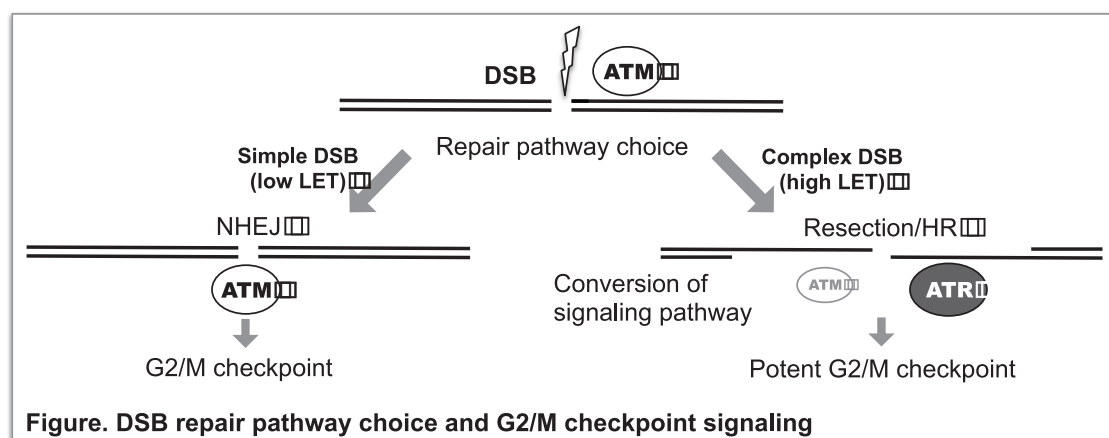 DSB
ATM
Repair pathway choice
Simple DSB
(low LET)
Complex DSB
(high LET)
NHEJ
Resection/HR
ATM
Conversion of
signaling pathway
ATM
ATR
G2/M checkpoint
Potent G2/M checkpoint
Figure. DSB repair pathway choice and G2/M checkpoint signaling